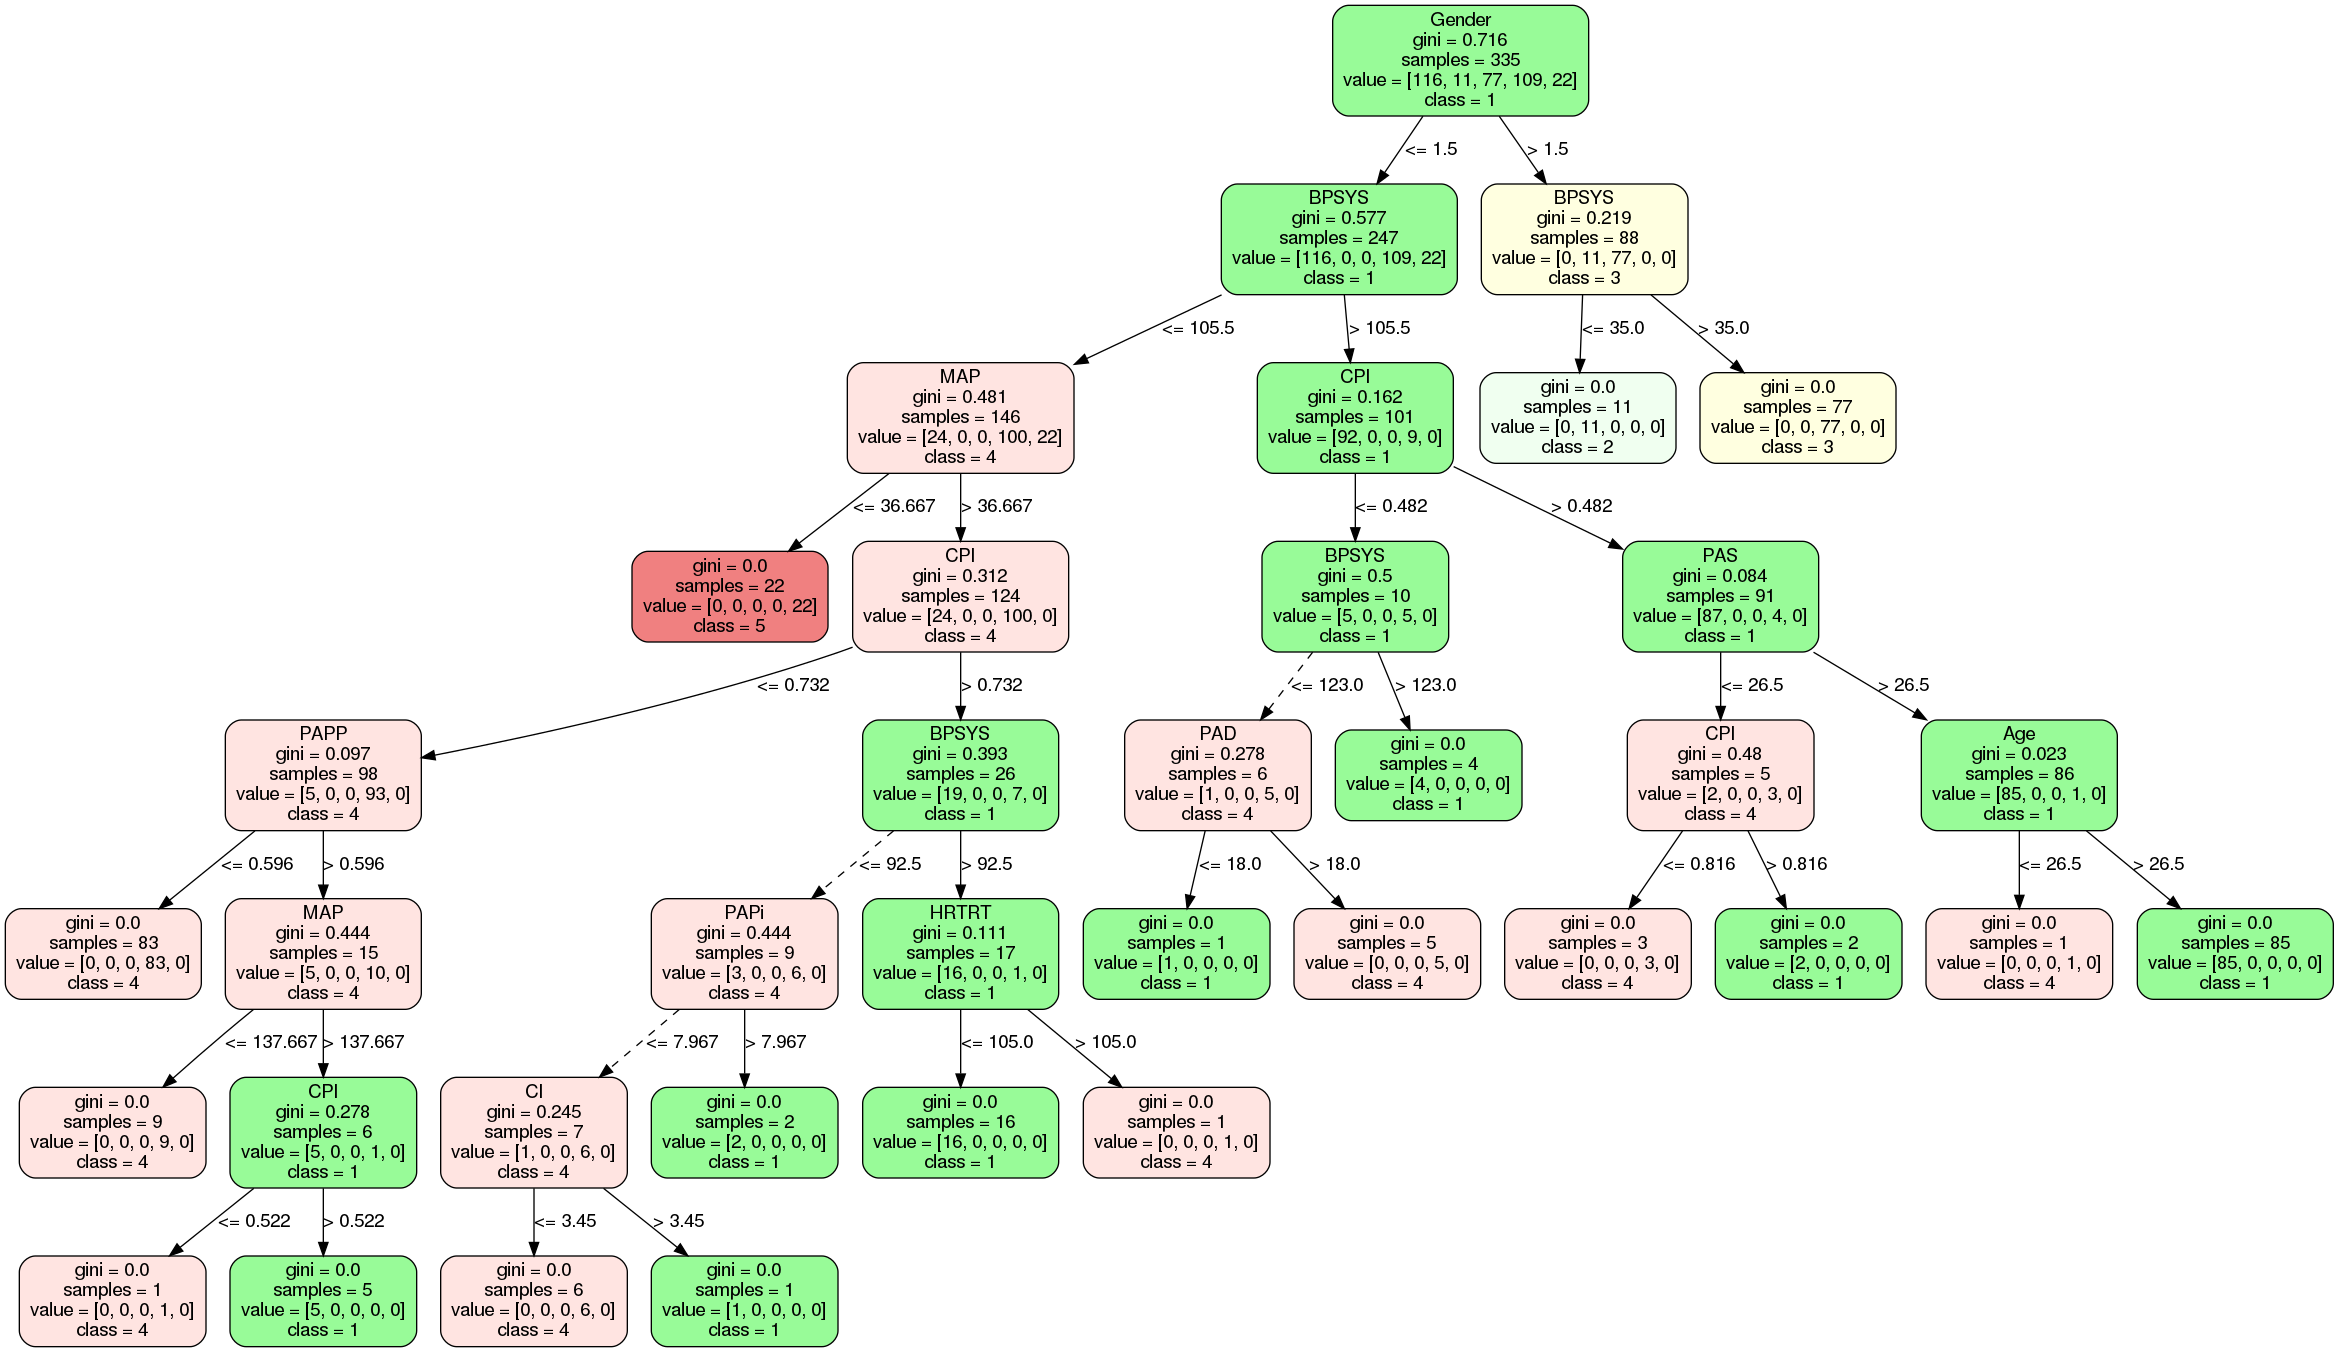 Gender
gini = 0.716
samples = 335
value = [116, 11, 77, 109, 22]
class = 1
<= 1.5
> 1.5
BPSYS
gini = 0.577
samples = 247
value = [116, 0, 0, 109, 22]
class = 1
BPSYS
gini = 0.219
samples = 88
value = [0, 11, 77, 0, 0]
class = 3
<= 105.5
> 105.5
<= 35.0
> 35.0
MAP
gini = 0.481
samples = 146
value = [24, 0, 0, 100, 22]
class = 4
CPI
gini = 0.162
samples = 101
value = [92, 0, 0, 9, 0]
class = 1
gini = 0.0
samples = 11
value = [0, 11, 0, 0, 0]
class = 2
gini = 0.0
samples = 77
value = [0, 0, 77, 0, 0]
class = 3
<= 36.667
> 36.667
<= 0.482
> 0.482
gini = 0.0
samples = 22
value = [0, 0, 0, 0, 22]
class = 5
CPI
gini = 0.312
samples = 124
value = [24, 0, 0, 100, 0]
class = 4
BPSYS
gini = 0.5
samples = 10
value = [5, 0, 0, 5, 0]
class = 1
PAS
gini = 0.084
samples = 91
value = [87, 0, 0, 4, 0]
class = 1
<= 0.732
> 0.732
<= 123.0
> 123.0
<= 26.5
> 26.5
PAPP
gini = 0.097
samples = 98
value = [5, 0, 0, 93, 0]
class = 4
BPSYS
gini = 0.393
samples = 26
value = [19, 0, 0, 7, 0]
class = 1
PAD
gini = 0.278
samples = 6
value = [1, 0, 0, 5, 0]
class = 4
gini = 0.0
samples = 4
value = [4, 0, 0, 0, 0]
class = 1
CPI
gini = 0.48
samples = 5
value = [2, 0, 0, 3, 0]
class = 4
Age
gini = 0.023
samples = 86
value = [85, 0, 0, 1, 0]
class = 1
<= 0.596
> 0.596
<= 92.5
> 92.5
<= 18.0
> 18.0
<= 0.816
> 0.816
<= 26.5
> 26.5
gini = 0.0
samples = 83
value = [0, 0, 0, 83, 0]
class = 4
MAP
gini = 0.444
samples = 15
value = [5, 0, 0, 10, 0]
class = 4
PAPi
gini = 0.444
samples = 9
value = [3, 0, 0, 6, 0]
class = 4
HRTRT
gini = 0.111
samples = 17
value = [16, 0, 0, 1, 0]
class = 1
gini = 0.0
samples = 1
value = [1, 0, 0, 0, 0]
class = 1
gini = 0.0
samples = 5
value = [0, 0, 0, 5, 0]
class = 4
gini = 0.0
samples = 3
value = [0, 0, 0, 3, 0]
class = 4
gini = 0.0
samples = 2
value = [2, 0, 0, 0, 0]
class = 1
gini = 0.0
samples = 1
value = [0, 0, 0, 1, 0]
class = 4
gini = 0.0
samples = 85
value = [85, 0, 0, 0, 0]
class = 1
<= 137.667
> 137.667
<= 7.967
> 7.967
<= 105.0
> 105.0
gini = 0.0
samples = 9
value = [0, 0, 0, 9, 0]
class = 4
CPI
gini = 0.278
samples = 6
value = [5, 0, 0, 1, 0]
class = 1
CI
gini = 0.245
samples = 7
value = [1, 0, 0, 6, 0]
class = 4
gini = 0.0
samples = 2
value = [2, 0, 0, 0, 0]
class = 1
gini = 0.0
samples = 16
value = [16, 0, 0, 0, 0]
class = 1
gini = 0.0
samples = 1
value = [0, 0, 0, 1, 0]
class = 4
<= 0.522
> 0.522
<= 3.45
> 3.45
gini = 0.0
samples = 1
value = [0, 0, 0, 1, 0]
class = 4
gini = 0.0
samples = 5
value = [5, 0, 0, 0, 0]
class = 1
gini = 0.0
samples = 6
value = [0, 0, 0, 6, 0]
class = 4
gini = 0.0
samples = 1
value = [1, 0, 0, 0, 0]
class = 1